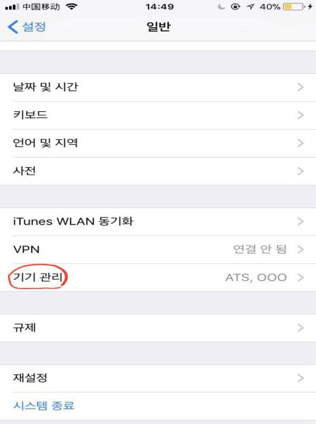 中国移动 14:49 40%
설정 일반
날짜 및 시간
키보드
언어 및 지역
사전
iTunes WLAN 동기화
VPN 연결 안 됨
기기 관리 ATS, OOO
규제
재설정
시스템 종료